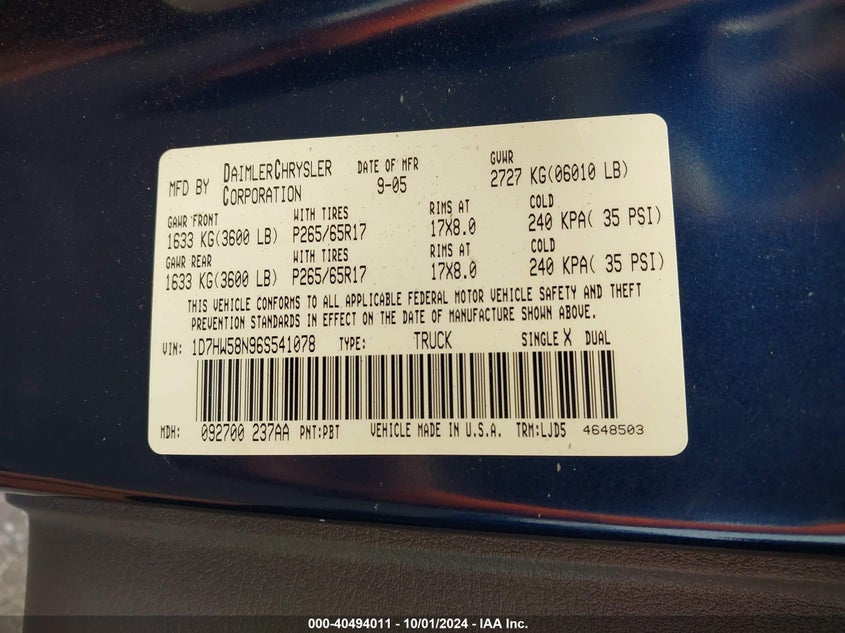 MFD BY DAIMLERCHRYSLER CORPORATION DATE OF MFR 9-05 GVWR 2727 KG(06010 LB)
GAWR FRONT WITH TIRES RIMS AT COLD
1633 KG(3600 LB) P265/65R17 17X8.0 240 KPA( 35 PSI)
GAWR REAR WITH TIRES RIMS AT COLD
1633 KG(3600 LB) P265/65R17 17X8.0 240 KPA( 35 PSI)
THIS VEHICLE CONFORMS TO ALL APPLICABLE FEDERAL MOTOR VEHICLE SAFETY AND THEFT
PREVENTION STANDARDS IN EFFECT ON THE DATE OF MANUFACTURE SHOWN ABOVE.
VIN: 1D7HW58N96S541078 TYPE: TRUCK SINGLE X DUAL
MDH: 092700 237AA PNT:PBT VEHICLE MADE IN U.S.A. TRM:LJD5 4648503
000-40494011 - 10/01/2024 - IAA Inc.